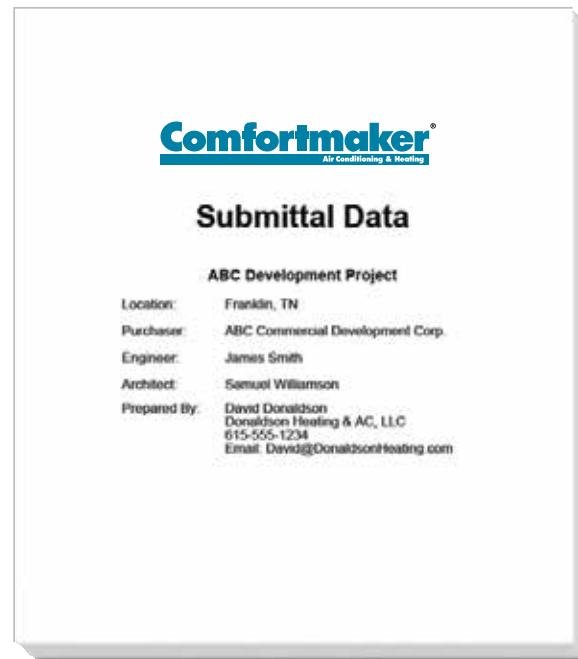 Comfortmaker®
Air Conditioning & Heating
Submittal Data
ABC Development Project
Location: Franklin, TN
Purchaser: ABC Commercial Development Corp.
Engineer: James Smith
Architect: Samuel Williamson
Prepared By: David Donaldson
Donaldson Heating & AC, LLC
615-555-1234
Email: David@DonaldsonHeating.com